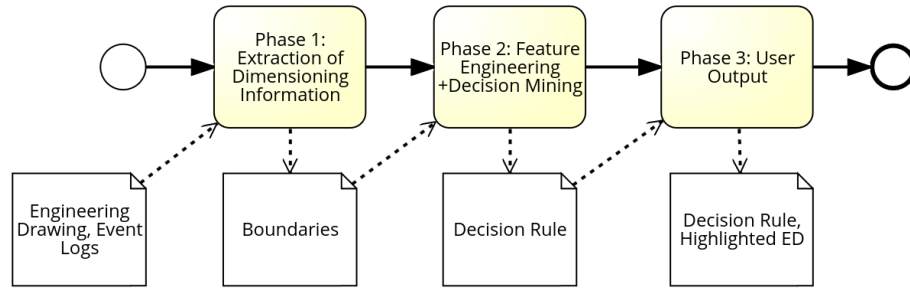 Phase 1:
Extraction of
Dimensioning
Information
Phase 2: Feature
Engineering
+Decision Mining
Phase 3: User
Output
Engineering
Drawing, Event
Logs
Boundaries
Decision Rule
Decision Rule,
Highlighted ED